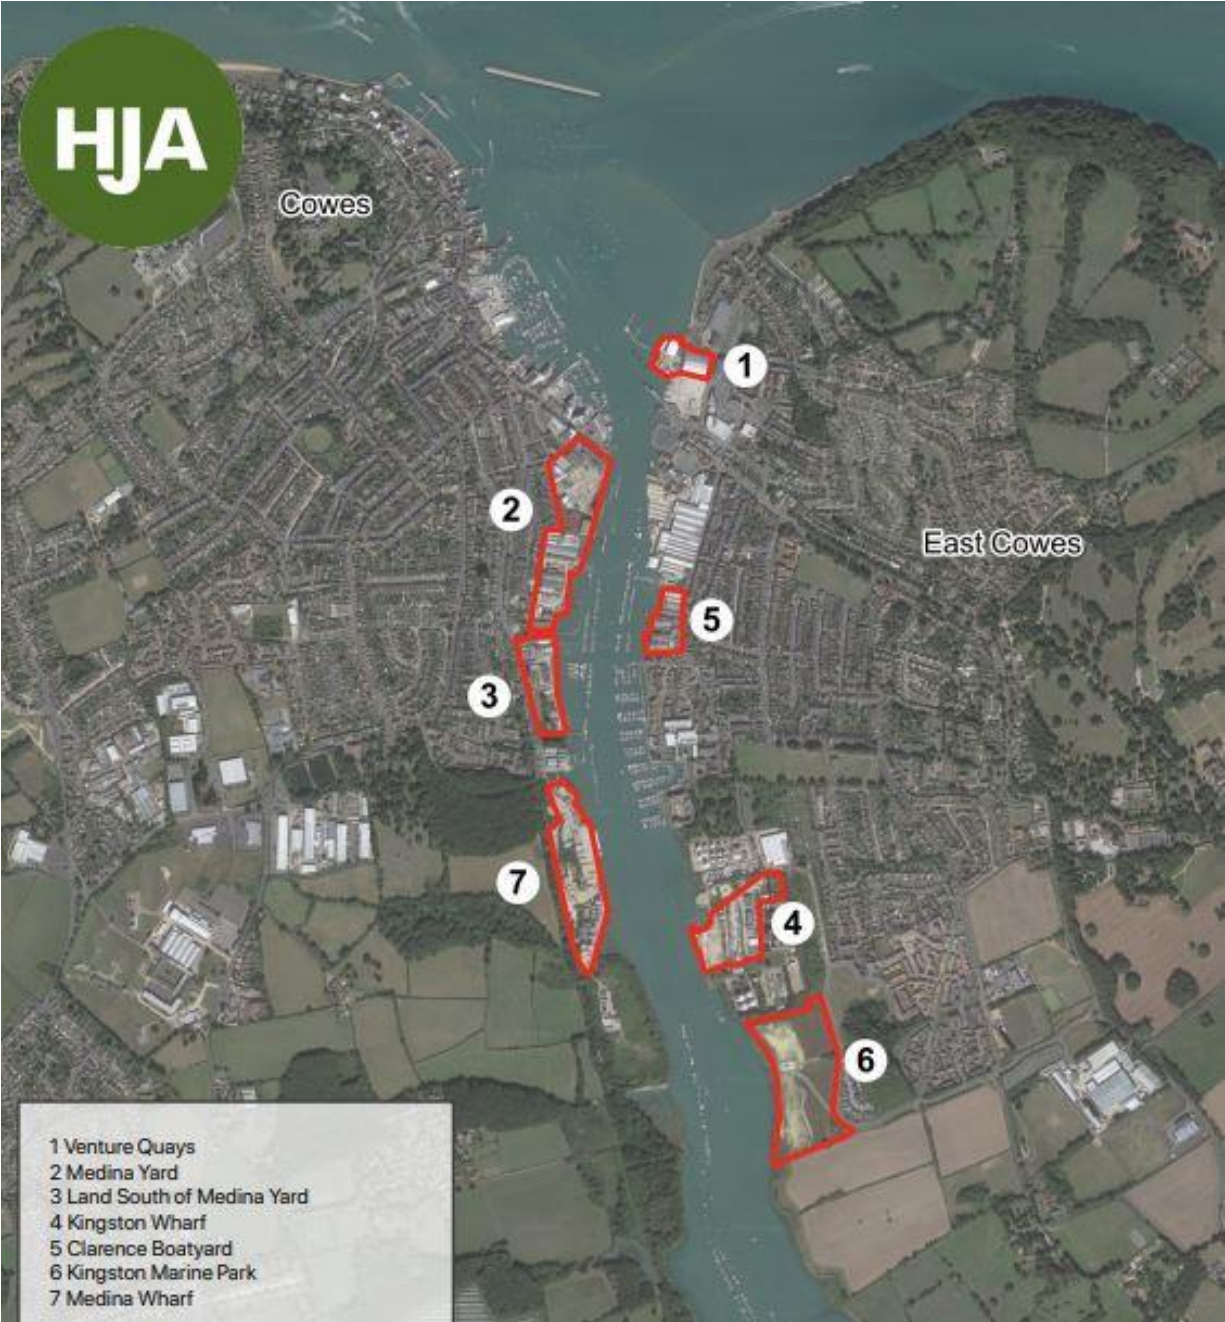 HJA
Cowes
1
2
East Cowes
5
3
7
4
6
1 Venture Quays
2 Medina Yard
3 Land South of Medina Yard
4 Kingston Wharf
5 Clarence Boatyard
6 Kingston Marine Park
7 Medina Wharf